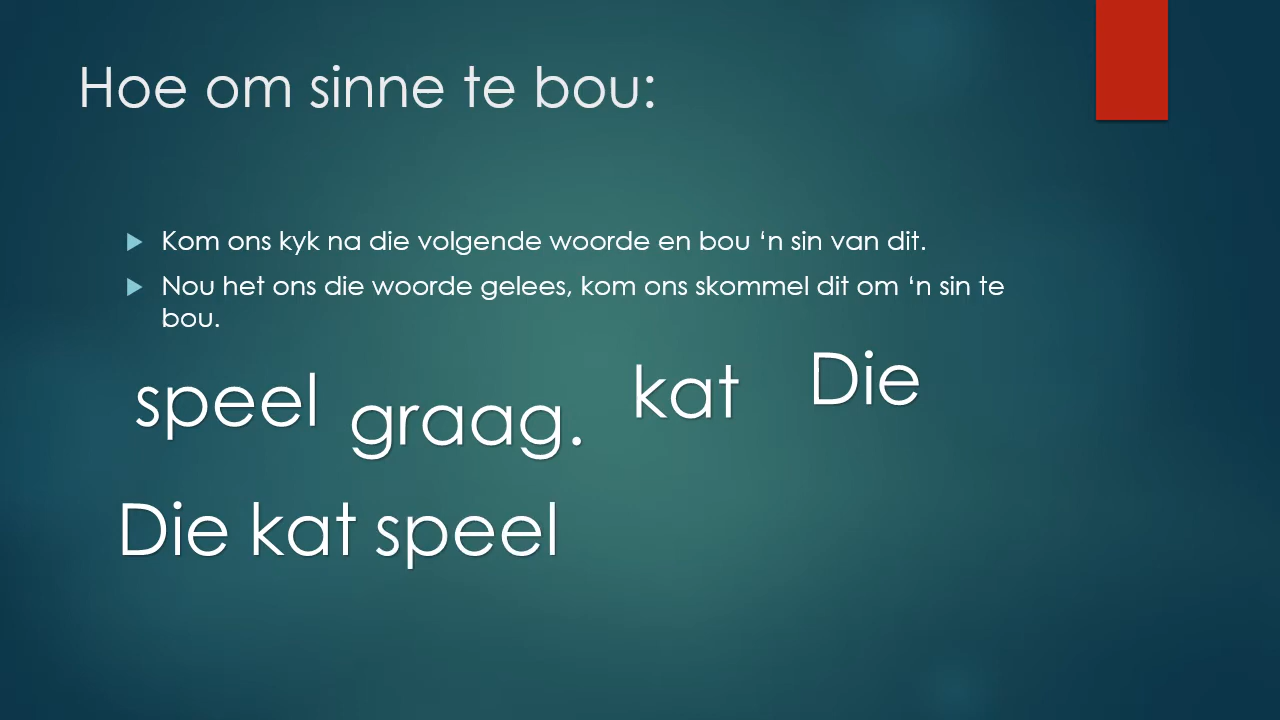 Hoe om sinne te bou:
Kom ons kyk na die volgende woorde en bou ‘n sin van dit.
Nou het ons die woorde gelees, kom ons skommel dit om ‘n sin te
bou.
speel graag. kat Die
Die kat speel